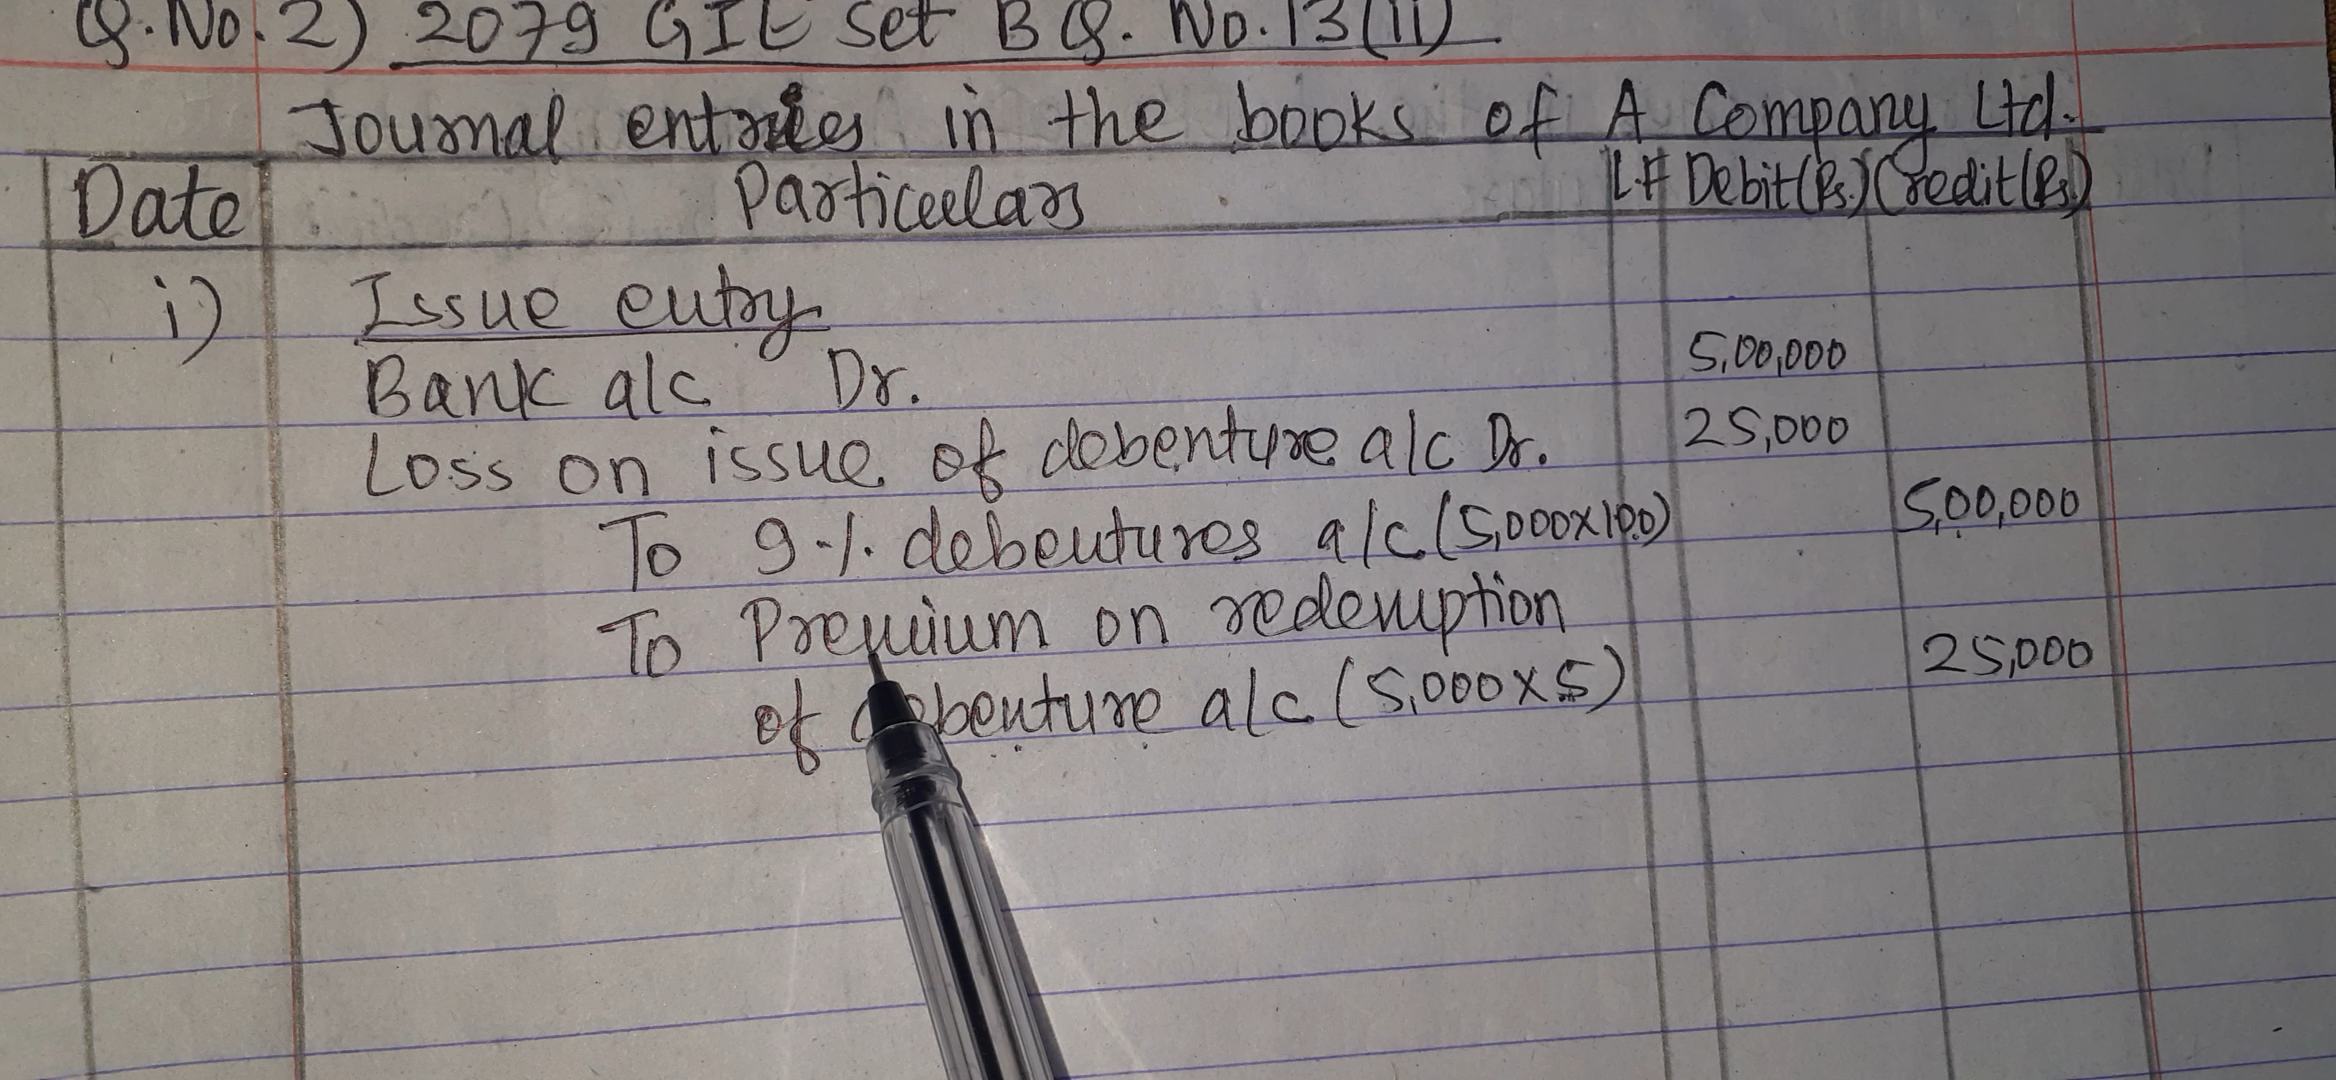 Q.No.2) 2079 GIE Set B Q. No.13(ii)
Journal entries in the books of A Company Ltd.
Date Particulars L.F Debit(Rs.) Credit(Rs.)
i) Issue entry
Bank a/c Dr. 5,00,000
Loss on issue of debenture a/c Dr. 25,000
To 9% debentures a/c (5,000×100) 5,00,000
To Premium on redemption
of debenture a/c (5,000×5) 25,000